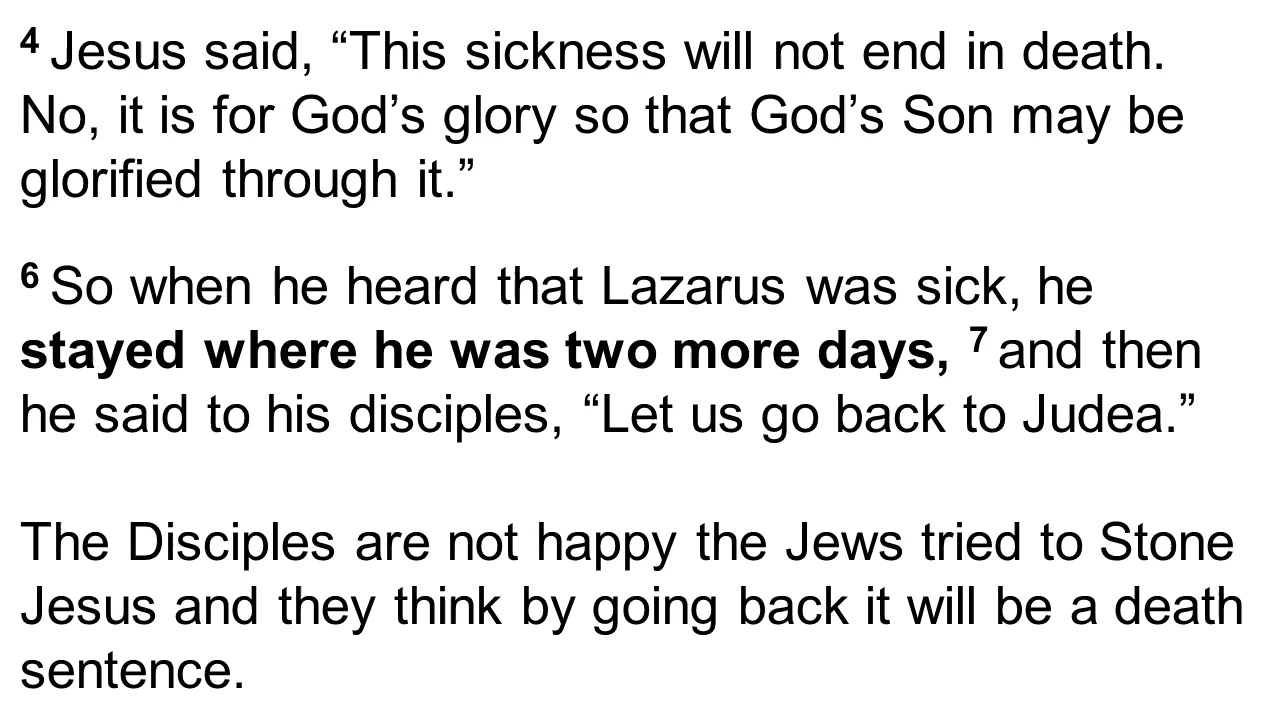 4 Jesus said, “This sickness will not end in death.
No, it is for God’s glory so that God’s Son may be
glorified through it.”
6 So when he heard that Lazarus was sick, he
stayed where he was two more days, 7 and then
he said to his disciples, “Let us go back to Judea.”
The Disciples are not happy the Jews tried to Stone
Jesus and they think by going back it will be a death
sentence.